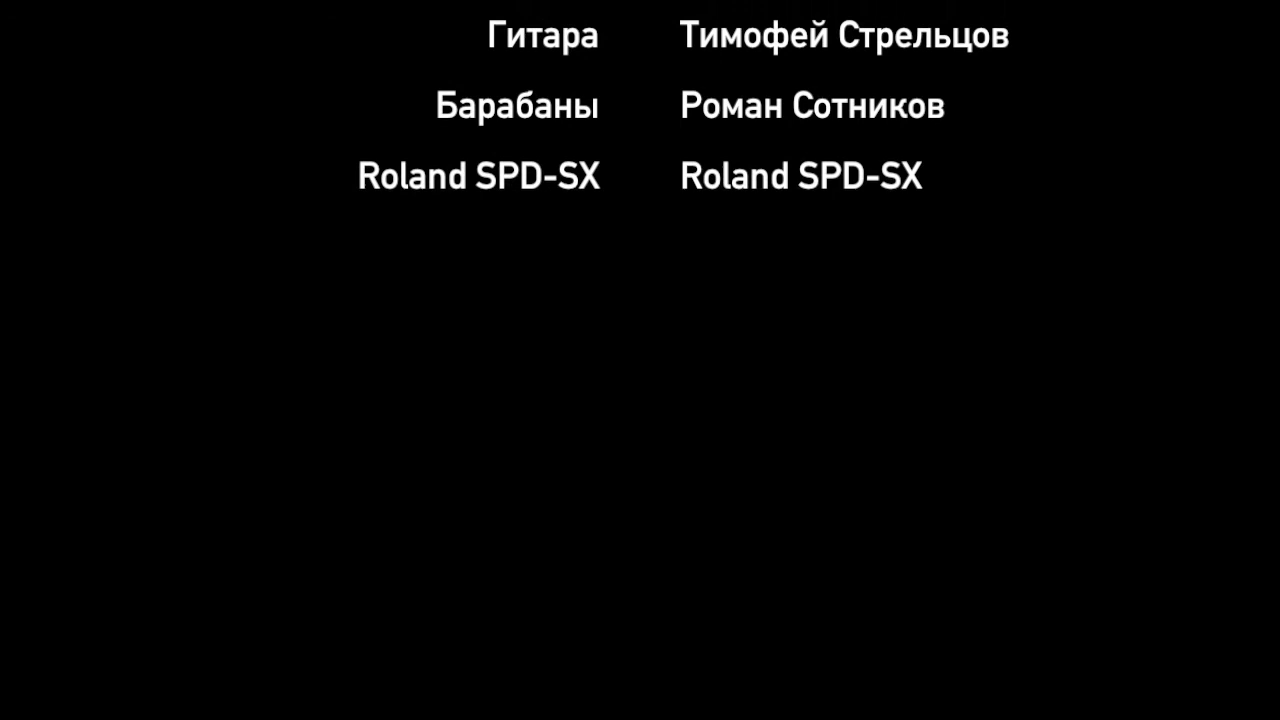 Гитара Тимофей Стрельцов
Барабаны Роман Сотников
Roland SPD-SX Roland SPD-SX